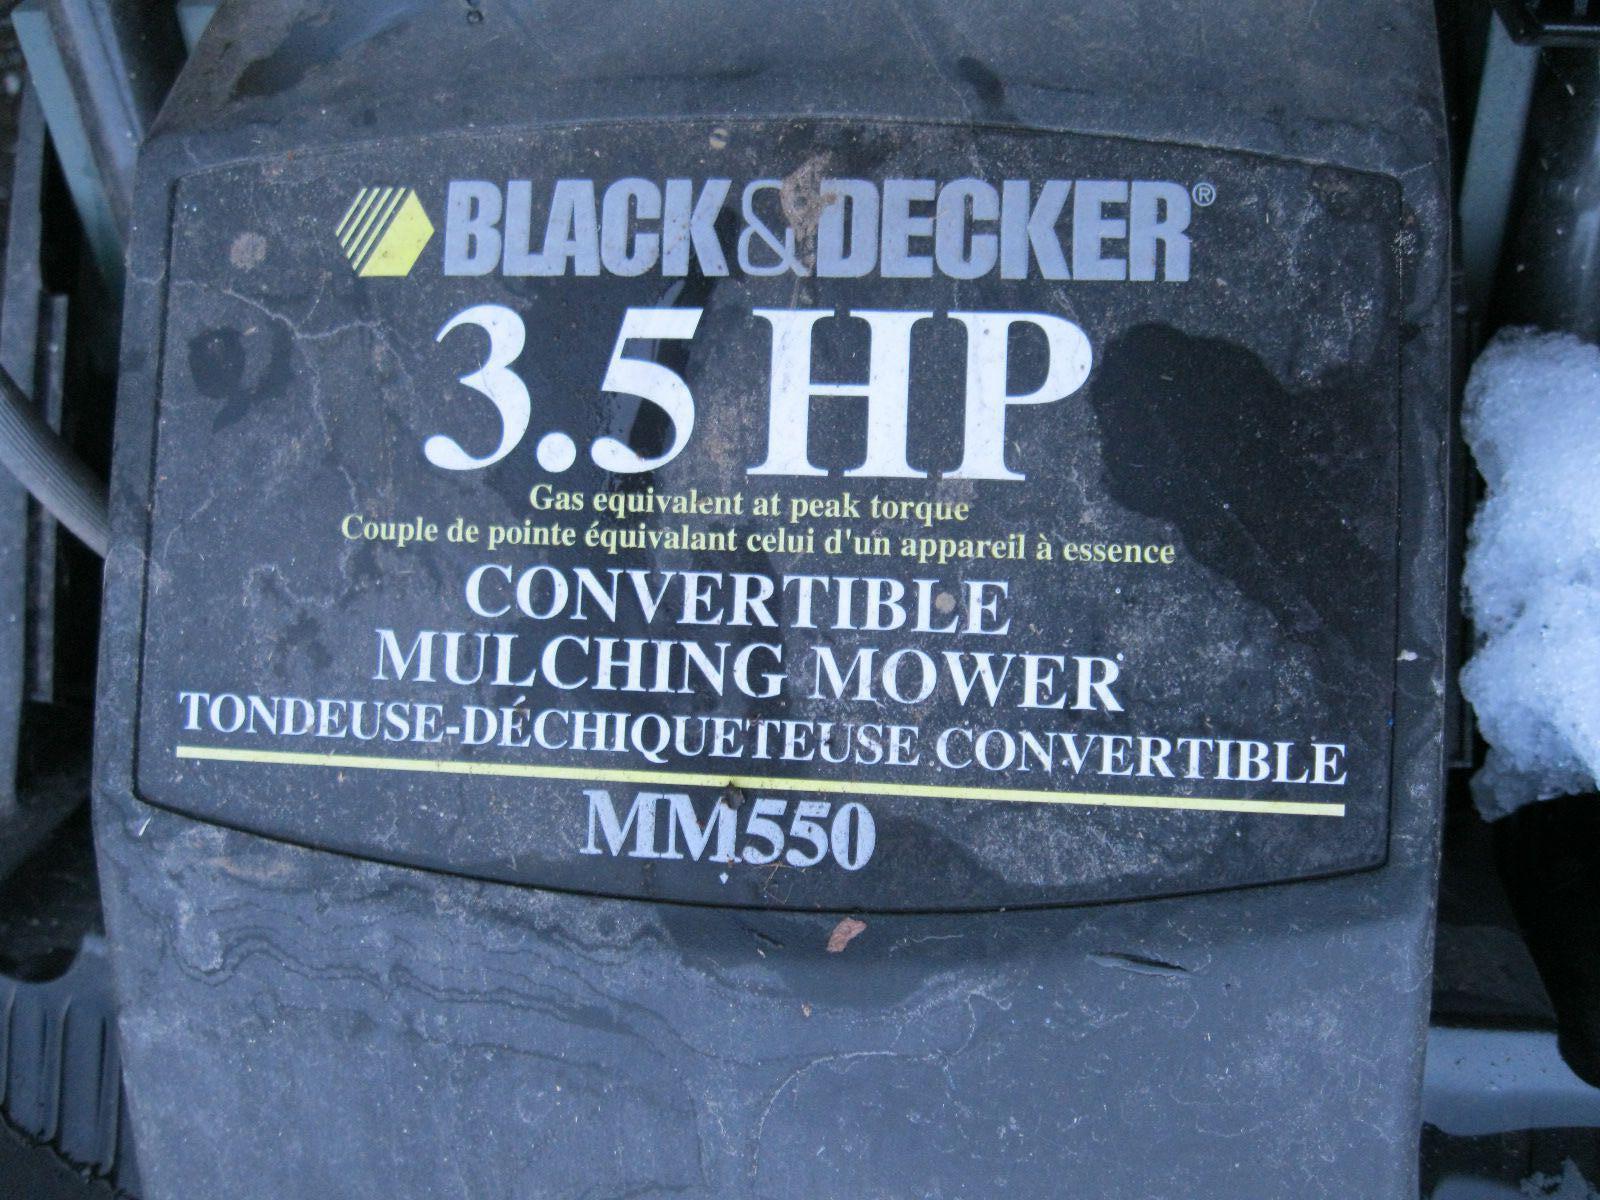 BLACK&DECKER®
3.5 HP
Gas equivalent at peak torque
Couple de pointe équivalant celui d'un appareil à essence
CONVERTIBLE
MULCHING MOWER
TONDEUSE-DÉCHIQUETEUSE CONVERTIBLE
MM550